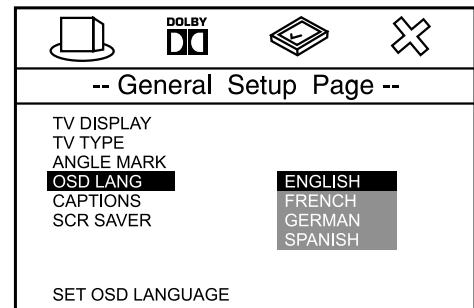 DOLBY
-- General Setup Page --
TV DISPLAY
TV TYPE
ANGLE MARK
OSD LANG ENGLISH
CAPTIONS FRENCH
SCR SAVER GERMAN
SPANISH
SET OSD LANGUAGE